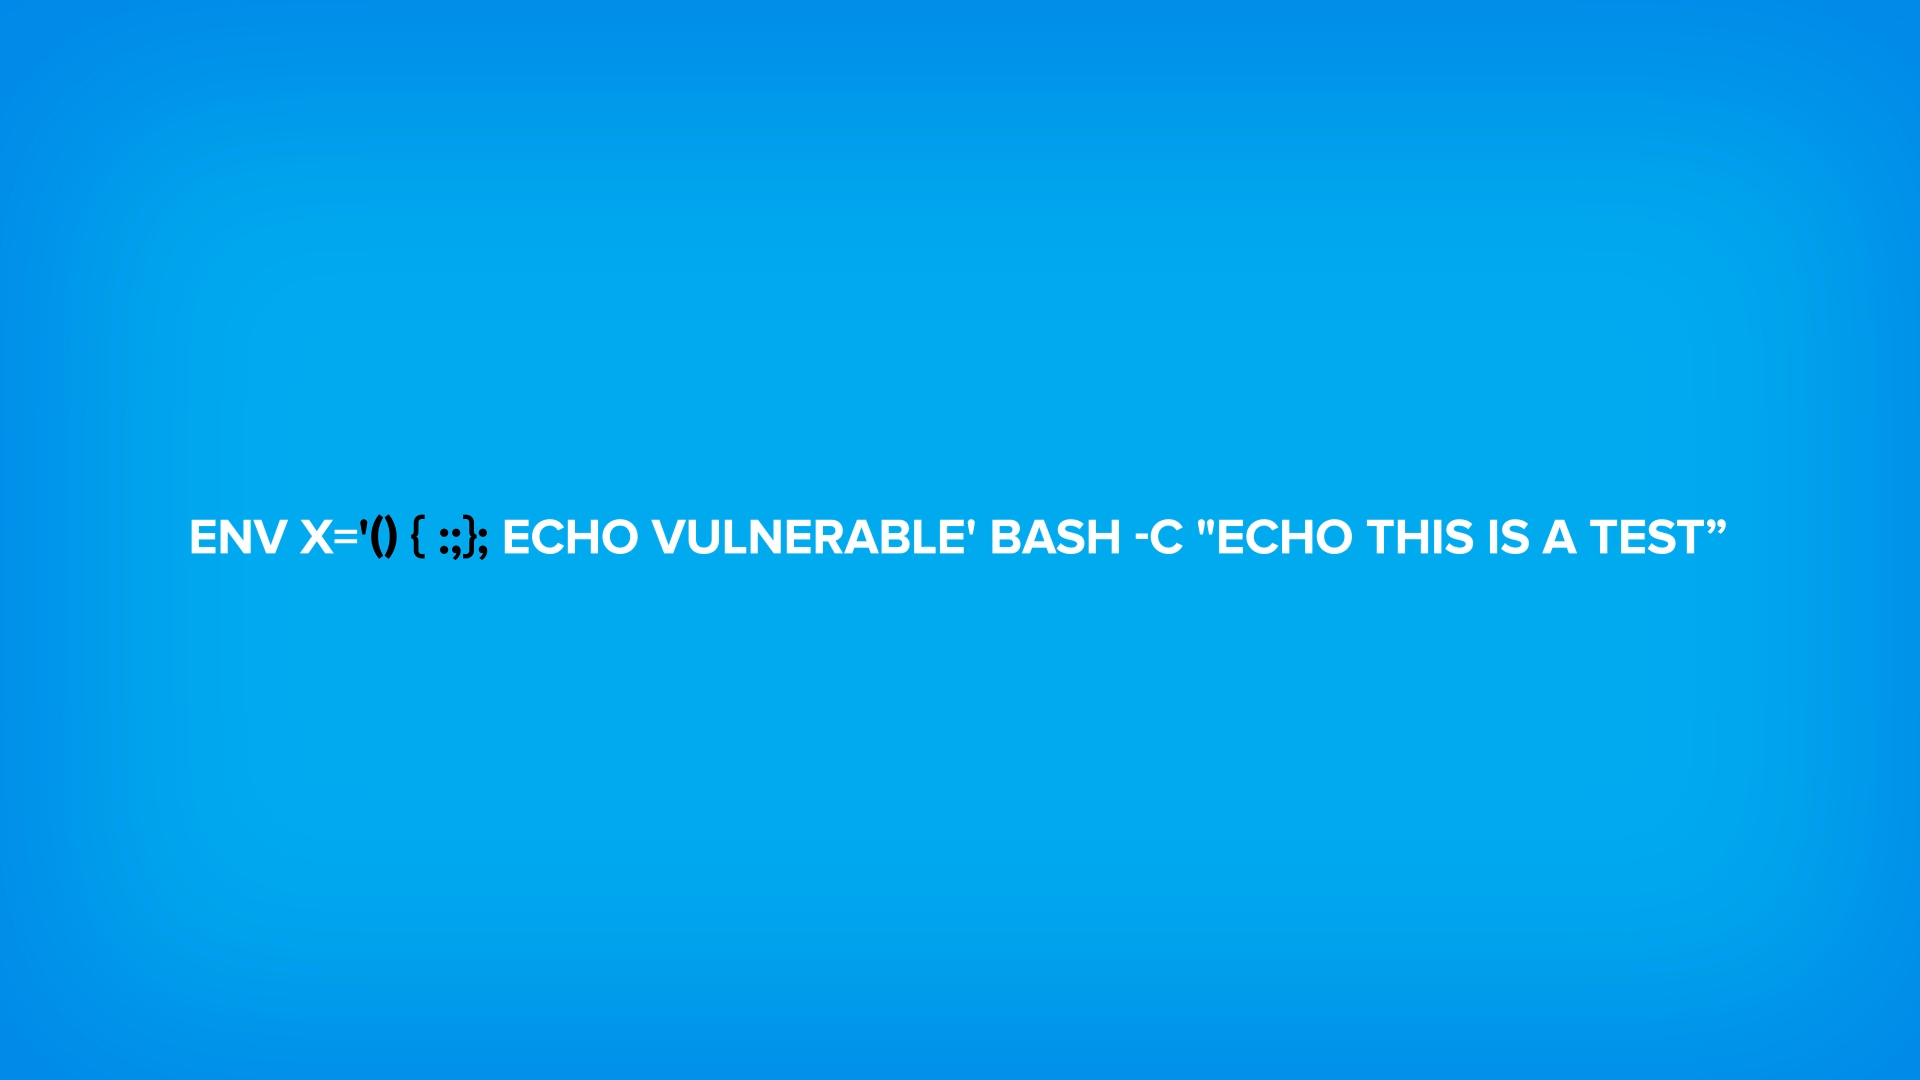 ENV X='() { :;}; ECHO VULNERABLE' BASH -C "ECHO THIS IS A TEST”